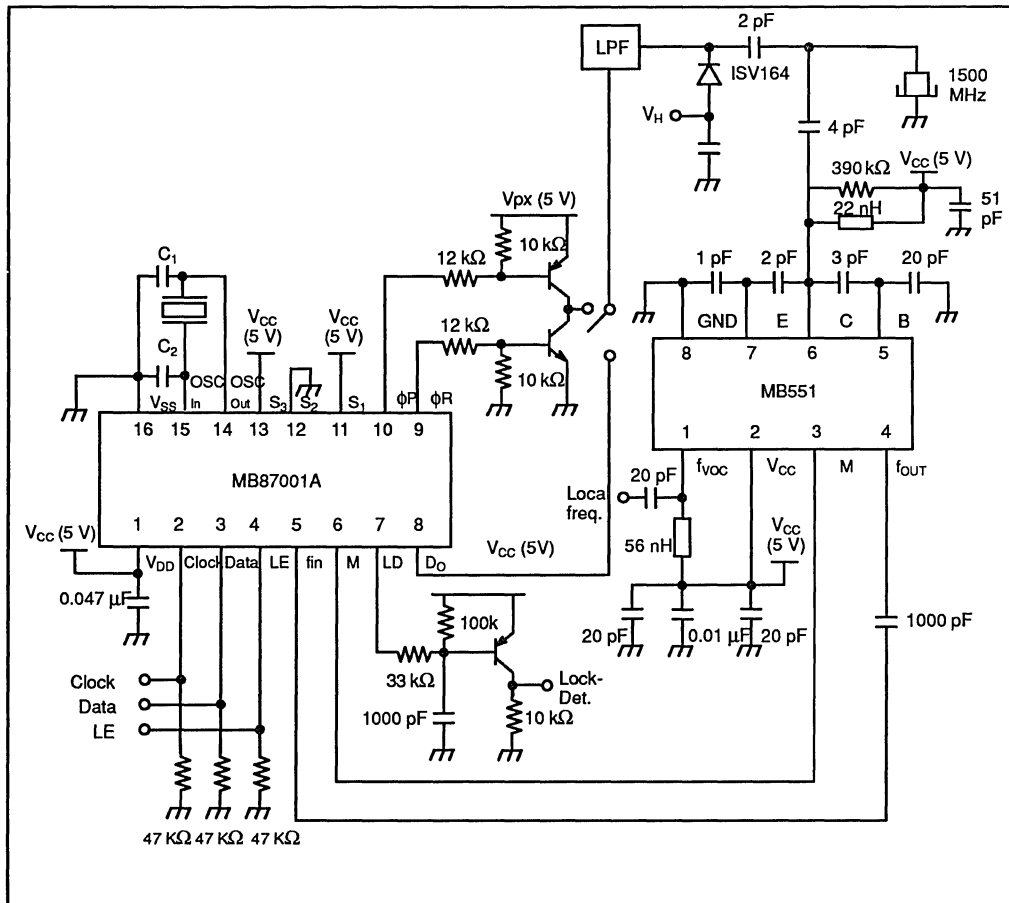 2 pF
LPF
ISV164
1500
MHz
VH
4 pF
VCC (5 V)
390 kΩ
22 nH
51
pF
Vpx (5 V)
10 kΩ
12 kΩ
C1
1 pF
2 pF
3 pF
20 pF
VCC
(5 V)
VCC
(5 V)
12 kΩ
GND
E
C
B
C2
10 kΩ
8
7
6
5
OSC
OSC
VSS
In
Out
S3
S2
S1
φP
φR
MB551
16
15
14
13
12
11
10
9
1
2
3
4
MB87001A
fVOC
VCC
M
fOUT
20 pF
Loca
freq.
1
2
3
4
5
6
7
8
VCC (5 V)
VCC (5V)
56 nH
VCC
(5 V)
VDD
Clock
Data
LE
fin
M
LD
DO
0.047 μF
100k
20 pF
0.01 μF
20 pF
1000 pF
33 kΩ
Clock
Lock-
Det.
Data
1000 pF
10 kΩ
LE
47 KΩ
47 KΩ
47 KΩ